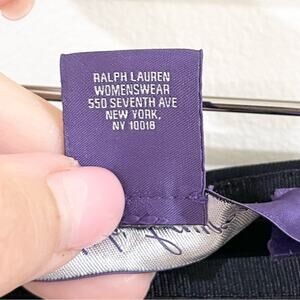 RALPH LAUREN
WOMENSWEAR
550 SEVENTH AVE
NEW YORK,
NY 10018